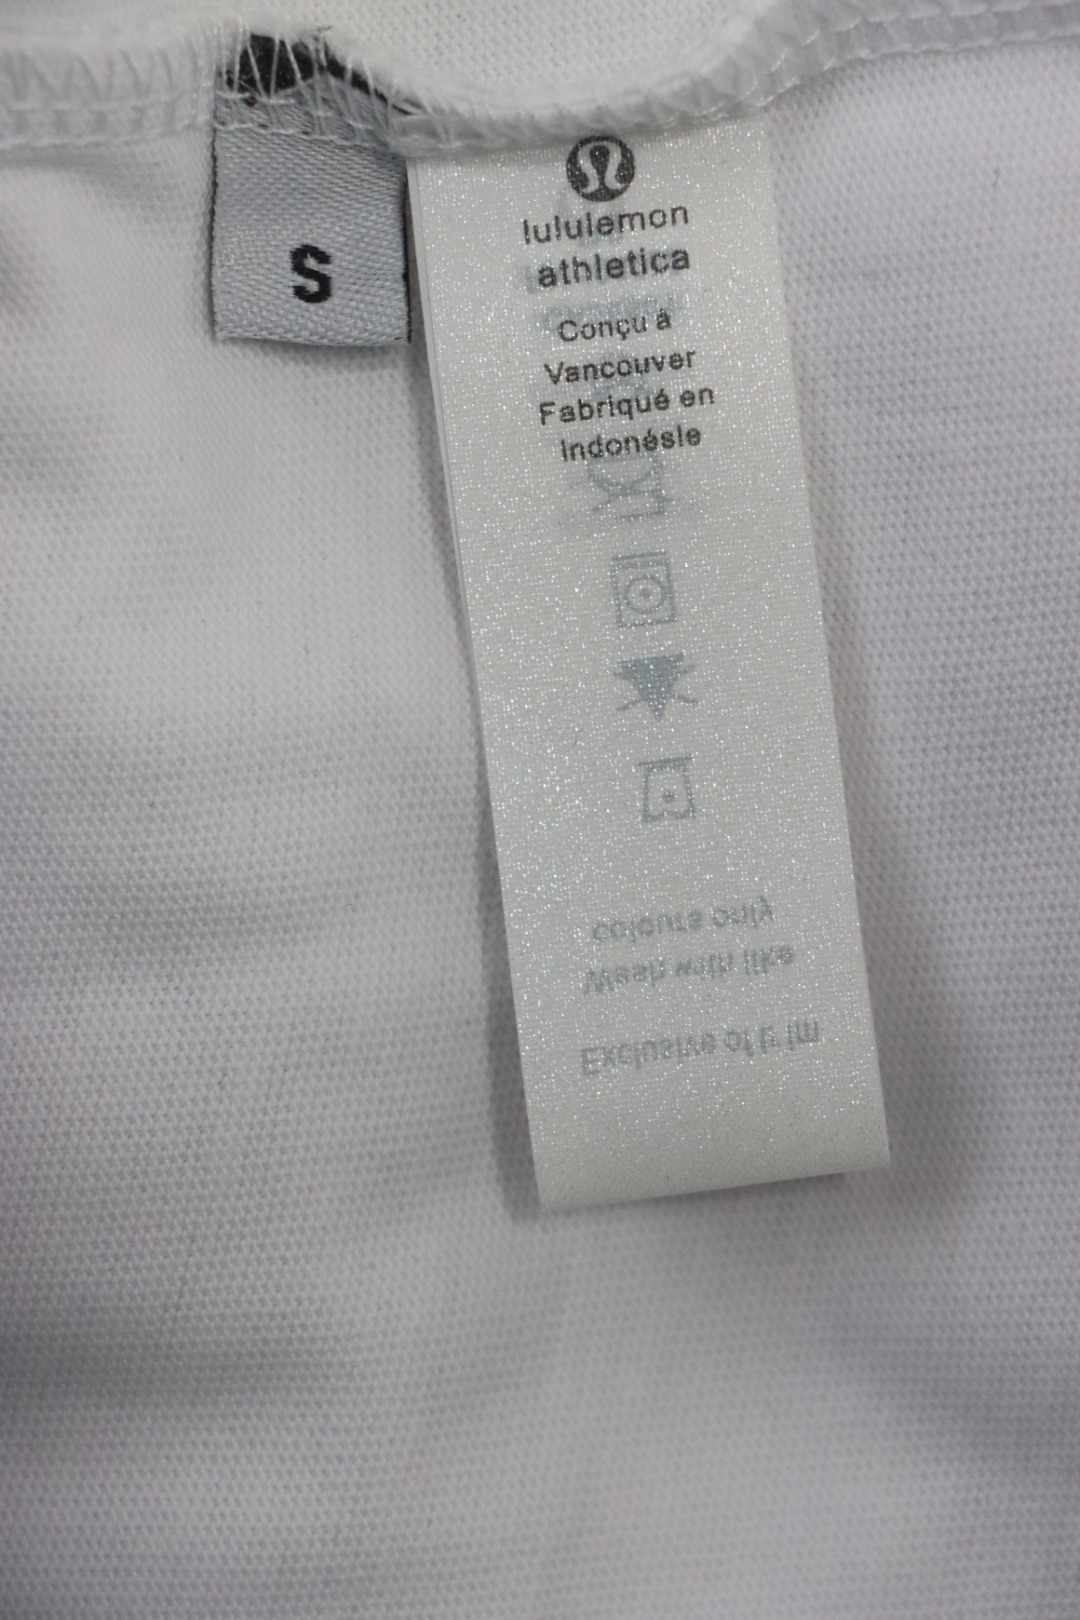 S
lululemon
athletica
Conçu à
Vancouver
Fabriqué en
Indonésie
colours only
Wash with like
Exclusive of trim